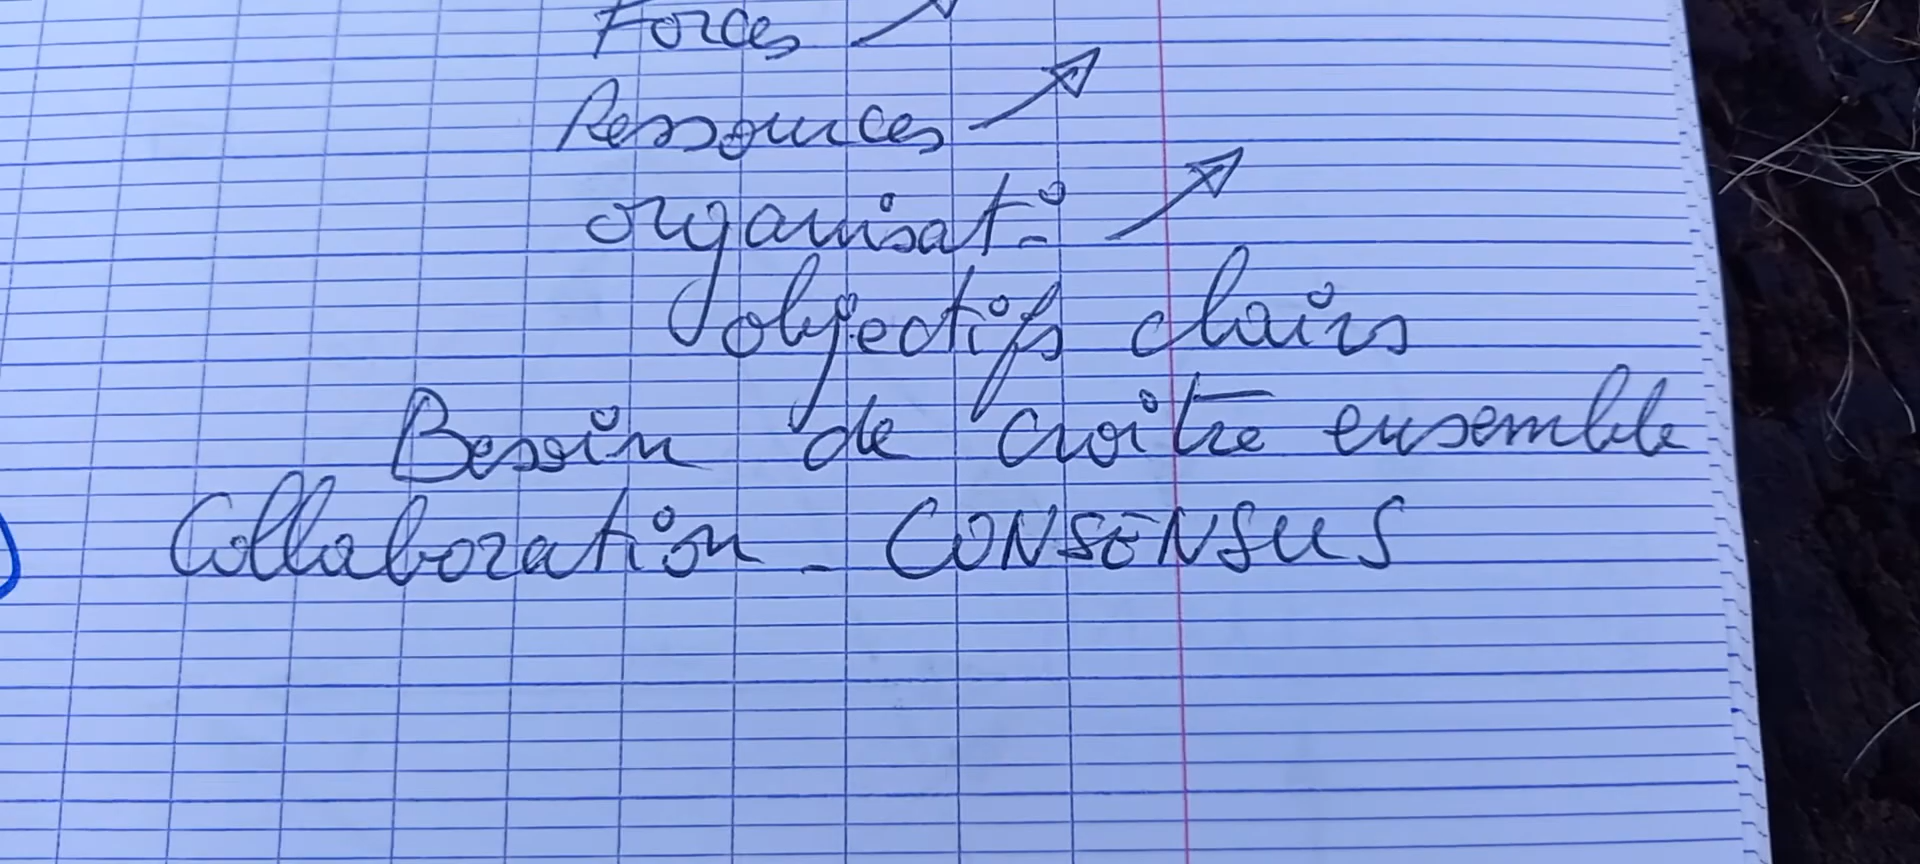 Forces ↗
Ressources ↗
organisat° ↗
objectifs clairs
Besoin de croître ensemble
Collaboration - CONSENSUS